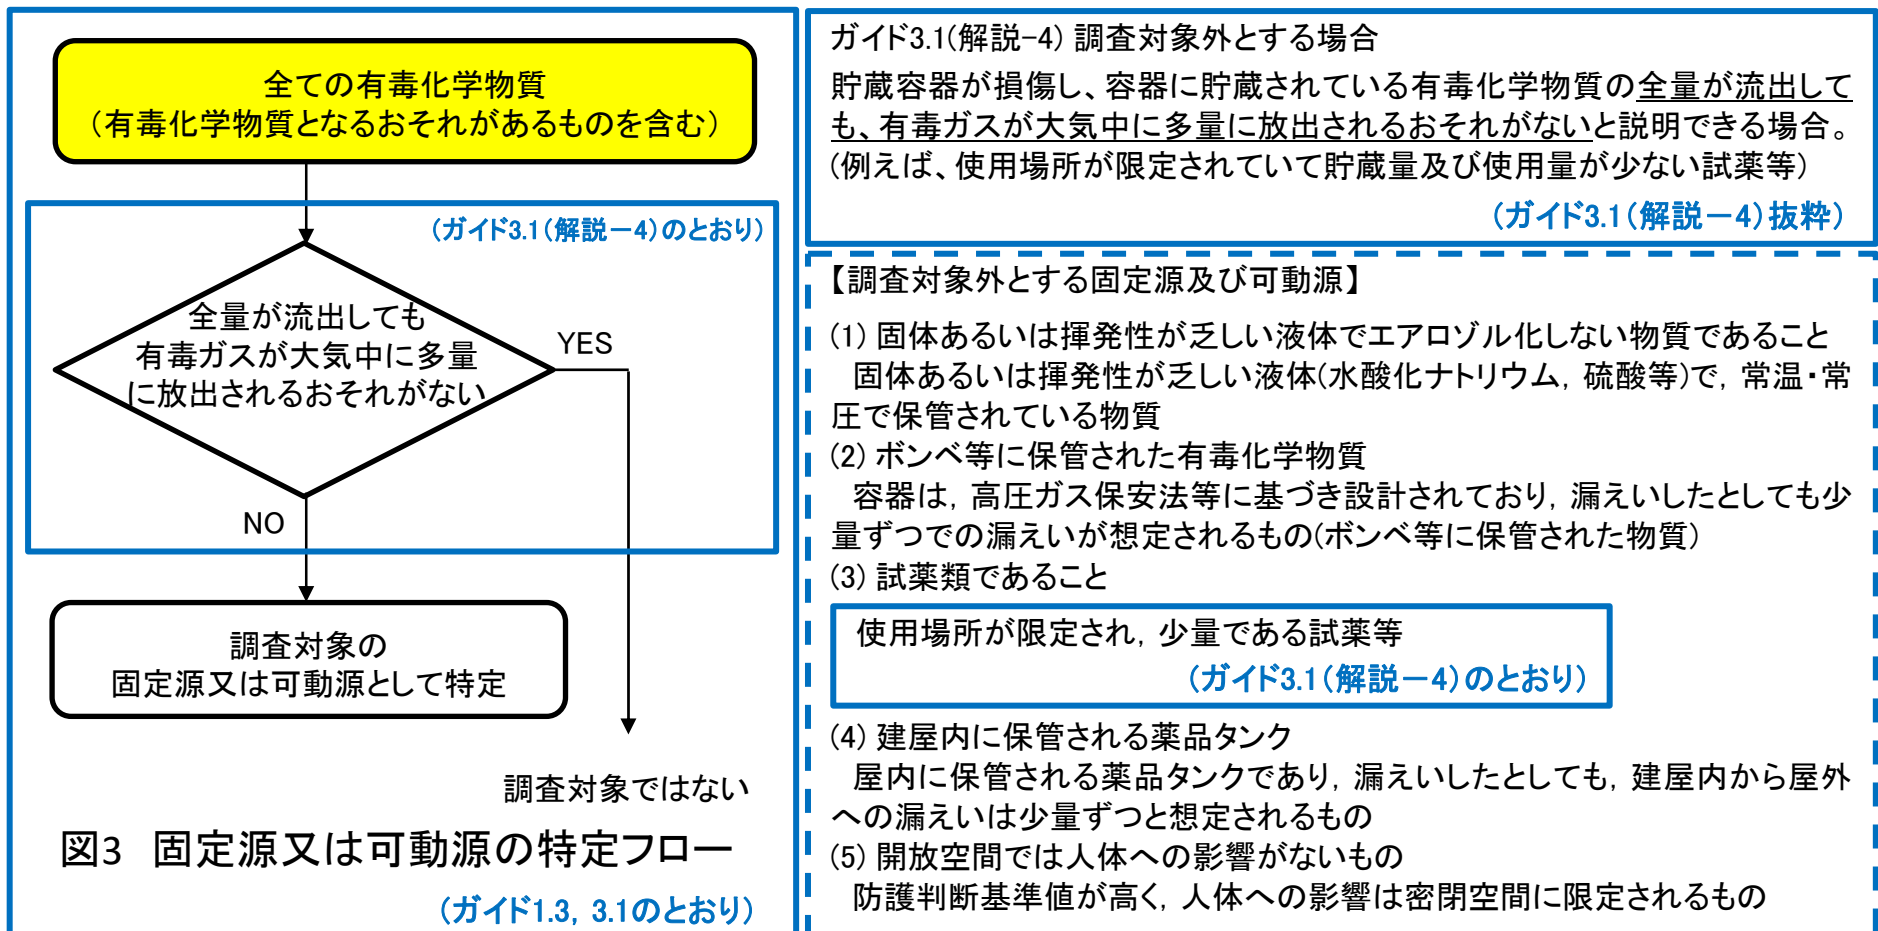 全ての有毒化学物質
（有毒化学物質となるおそれがあるものを含む）
（ガイド3.1（解説－4）のとおり）
全量が流出しても
有毒ガスが大気中に多量
に放出されるおそれがない
YES
NO
調査対象の
固定源又は可動源として特定
調査対象ではない
図3　固定源又は可動源の特定フロー
（ガイド1.3，3.1のとおり）
ガイド3.1(解説-4) 調査対象外とする場合
貯蔵容器が損傷し、容器に貯蔵されている有毒化学物質の全量が流出して
も、有毒ガスが大気中に多量に放出されるおそれがないと説明できる場合。
(例えば、使用場所が限定されていて貯蔵量及び使用量が少ない試薬等)
（ガイド3.1（解説－4）抜粋）
【調査対象外とする固定源及び可動源】
(1) 固体あるいは揮発性が乏しい液体でエアロゾル化しない物質であること
固体あるいは揮発性が乏しい液体(水酸化ナトリウム，硫酸等)で，常温・常
圧で保管されている物質
(2) ボンベ等に保管された有毒化学物質
容器は，高圧ガス保安法等に基づき設計されており，漏えいしたとしても少
量ずつでの漏えいが想定されるもの(ボンベ等に保管された物質)
(3) 試薬類であること
使用場所が限定され，少量である試薬等
（ガイド3.1（解説－4）のとおり）
(4) 建屋内に保管される薬品タンク
屋内に保管される薬品タンクであり，漏えいしたとしても，建屋内から屋外
への漏えいは少量ずつと想定されるもの
(5) 開放空間では人体への影響がないもの
防護判断基準値が高く，人体への影響は密閉空間に限定されるもの